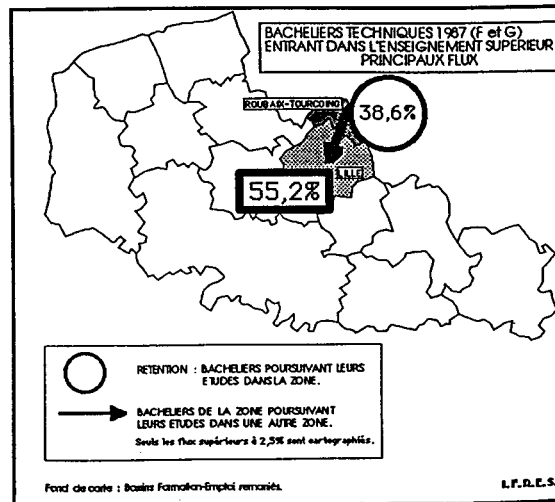 BACHELIERS TECHNIQUES 1987 (F et G)
ENTRANT DANS L'ENSEIGNEMENT SUPERIEUR
PRINCIPAUX FLUX
ROUBAIX-TOURCOING
38,6%
LILLE
55,2%
RETENTION : BACHELIERS POURSUIVANT LEURS
ETUDES DANS LA ZONE.
BACHELIERS DE LA ZONE POURSUIVANT
LEURS ETUDES DANS UNE AUTRE ZONE.
Seuls les flux supérieurs à 2,5% sont cartographiés.
Fond de carte : Bassins Formation-Emploi remaniés.
I.F.R.E.S.